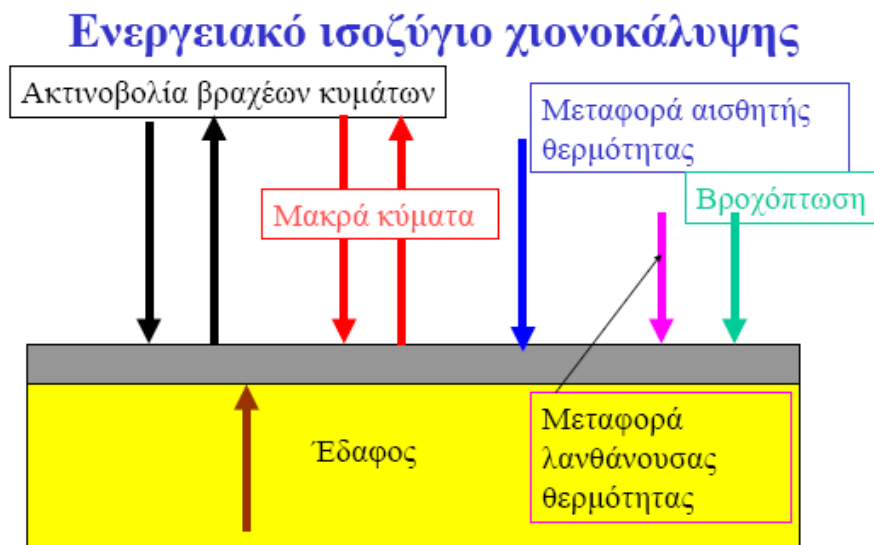 Ενεργειακό ισοζύγιο χιονοκάλυψης
Ακτινοβολία βραχέων κυμάτων
Μεταφορά αισθητής
θερμότητας
Μακρά κύματα
Βροχόπτωση
Έδαφος
Μεταφορά
λανθάνουσας
θερμότητας